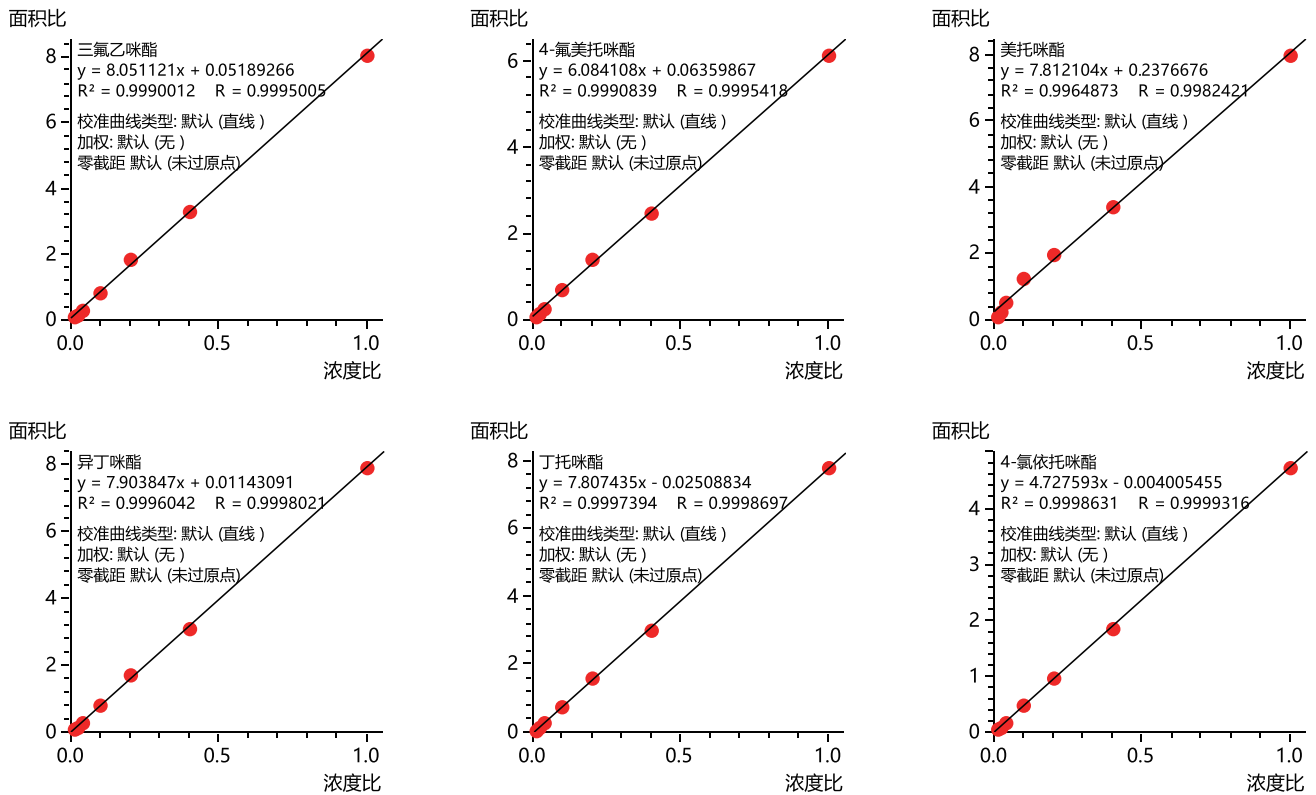 面积比
三氟乙咪酯
y = 8.051121x + 0.05189266
R² = 0.9990012 R = 0.9995005
校准曲线类型: 默认 (直线 )
加权: 默认 (无 )
零截距 默认 (未过原点)
8
6
4
2
0
0.0 0.5 1.0
浓度比
面积比
4-氟美托咪酯
y = 6.084108x + 0.06359867
R² = 0.9990839 R = 0.9995418
校准曲线类型: 默认 (直线 )
加权: 默认 (无 )
零截距 默认 (未过原点)
6
4
2
0
0.0 0.5 1.0
浓度比
面积比
美托咪酯
y = 7.812104x + 0.2376676
R² = 0.9964873 R = 0.9982421
校准曲线类型: 默认 (直线 )
加权: 默认 (无 )
零截距 默认 (未过原点)
8
6
4
2
0
0.0 0.5 1.0
浓度比
面积比
异丁咪酯
y = 7.903847x + 0.01143091
R² = 0.9996042 R = 0.9998021
校准曲线类型: 默认 (直线 )
加权: 默认 (无 )
零截距 默认 (未过原点)
8
6
4
2
0
0.0 0.5 1.0
浓度比
面积比
丁托咪酯
y = 7.807435x - 0.02508834
R² = 0.9997394 R = 0.9998697
校准曲线类型: 默认 (直线 )
加权: 默认 (无 )
零截距 默认 (未过原点)
8
6
4
2
0
0.0 0.5 1.0
浓度比
面积比
4-氯依托咪酯
y = 4.727593x - 0.004005455
R² = 0.9998631 R = 0.9999316
校准曲线类型: 默认 (直线 )
加权: 默认 (无 )
零截距 默认 (未过原点)
4
3
2
1
0
0.0 0.5 1.0
浓度比